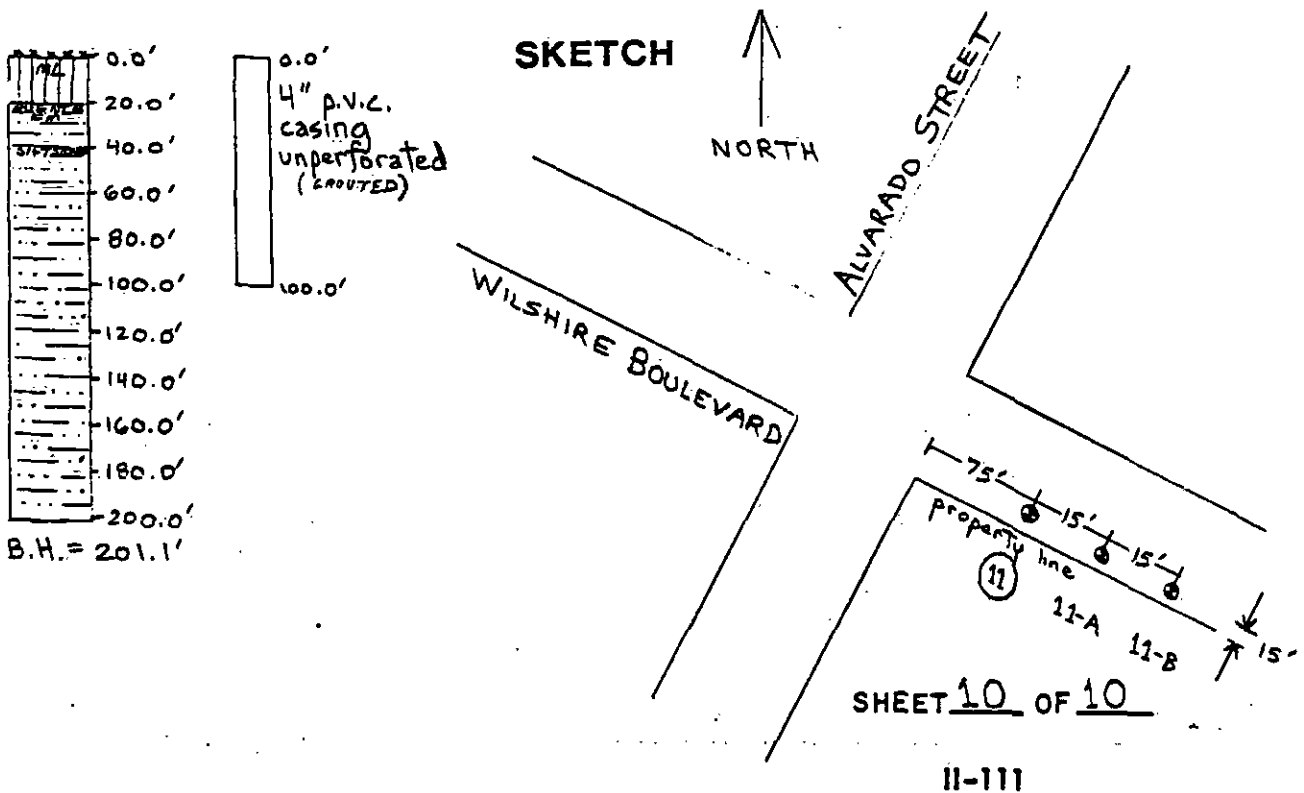 SKETCH
NORTH
ALVARADO STREET
WILSHIRE BOULEVARD
0.0'
ML
20.0'
40.0'
60.0'
80.0'
100.0'
120.0'
140.0'
160.0'
180.0'
200.0'
B.H. = 201.1'
0.0'
4" p.v.c.
casing
unperforated
(GROUTED)
100.0'
75'
15'
15'
property line
11
11-A
11-B
15'
SHEET 10 OF 10
II-111